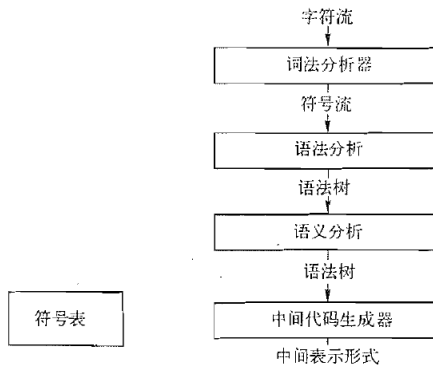 字符流
词法分析器
符号流
语法分析
语法树
语义分析
语法树
符号表
中间代码生成器
中间表示形式